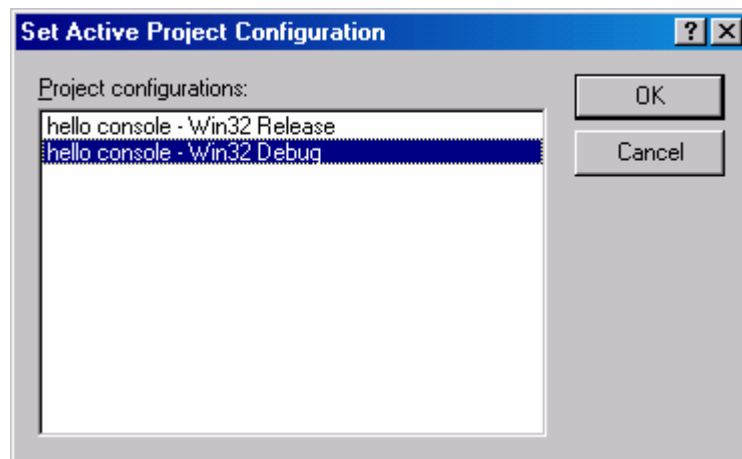 Set Active Project Configuration
Project configurations:
hello console - Win32 Release
hello console - Win32 Debug
OK
Cancel